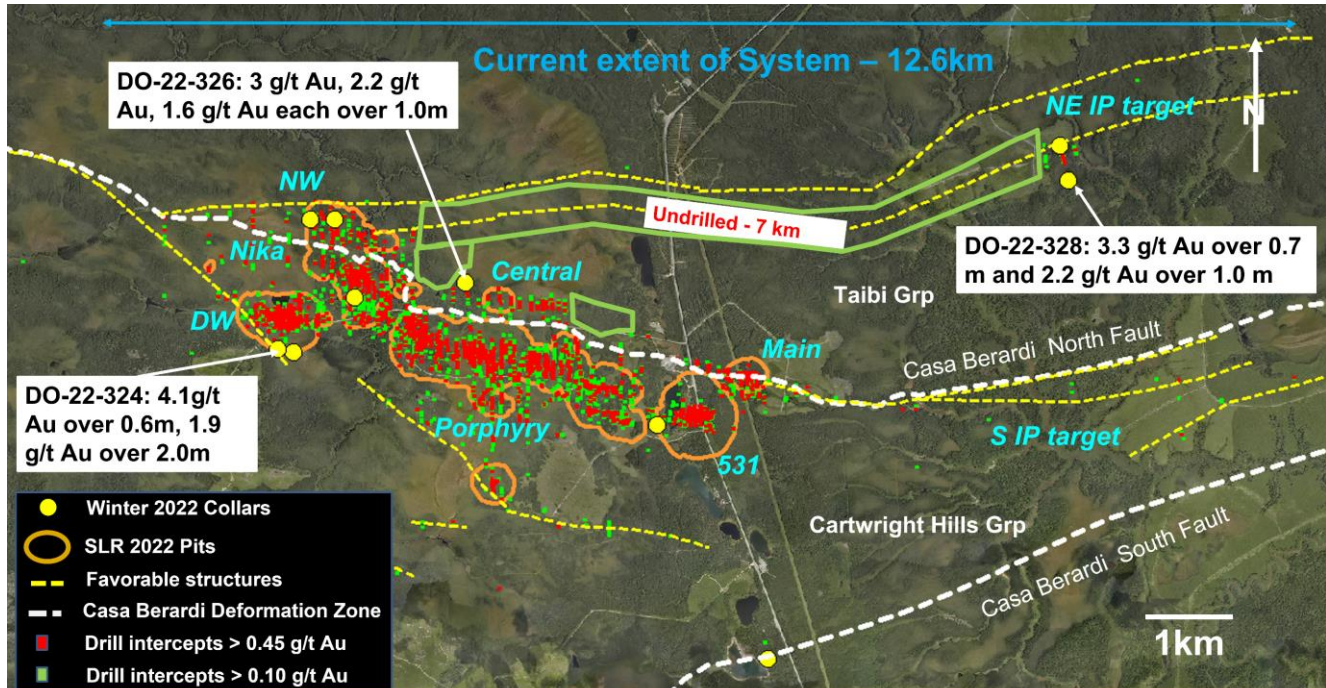 Current extent of System – 12.6km
DO-22-326: 3 g/t Au, 2.2 g/t
Au, 1.6 g/t Au each over 1.0m
NE IP target
N
NW
Undrilled - 7 km
Nika
Central
DO-22-328: 3.3 g/t Au over 0.7
m and 2.2 g/t Au over 1.0 m
Taibi Grp
DW
Main
Casa Berardi North Fault
DO-22-324: 4.1g/t
Au over 0.6m, 1.9
g/t Au over 2.0m
Porphyry
S IP target
531
Cartwright Hills Grp
Casa Berardi South Fault
1km
Winter 2022 Collars
SLR 2022 Pits
Favorable structures
Casa Berardi Deformation Zone
Drill intercepts > 0.45 g/t Au
Drill intercepts > 0.10 g/t Au